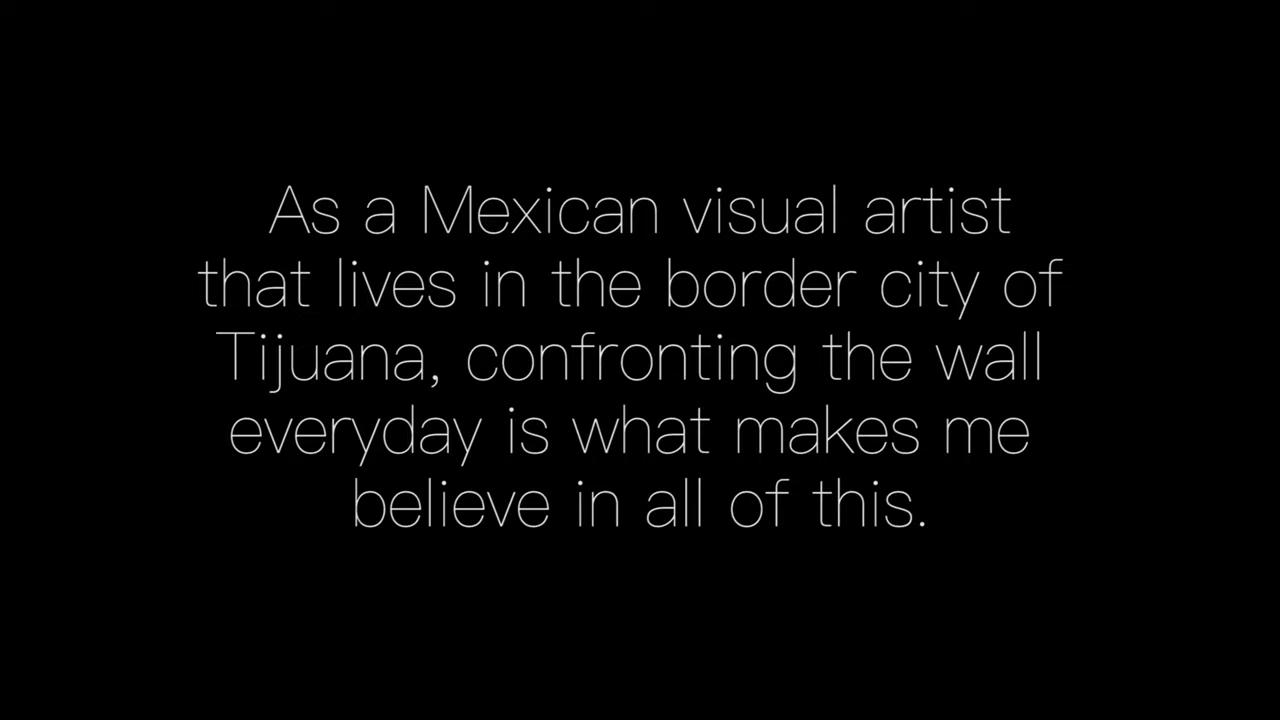 As a Mexican visual artist
that lives in the border city of
Tijuana, confronting the wall
everyday is what makes me
believe in all of this.